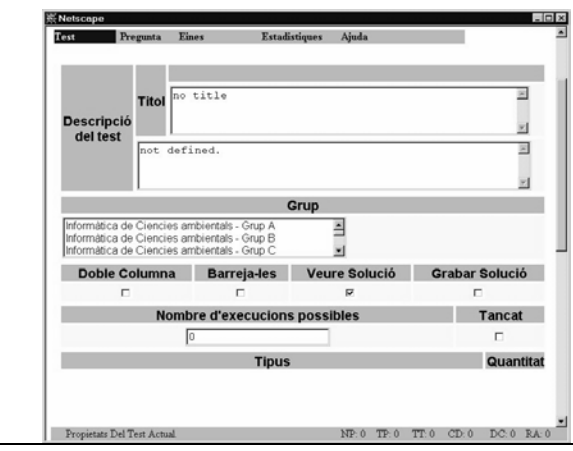 Netscape
Test Pregunta Eines Estadístiques Ajuda
Descripció del test
Titol
no title
not defined.
Grup
Informática de Ciencies ambientals - Grup A
Informática de Ciencies ambientals - Grup B
Informática de Ciencies ambientals - Grup C
Doble Columna Barreja-les Veure Solució Grabar Solució
Nombre d'execucions possibles Tancat
0
Tipus Quantitat
Propietats Del Test Actual NP: 0 TP: 0 TT: 0 CD: 0 DC: 0 RA: 0